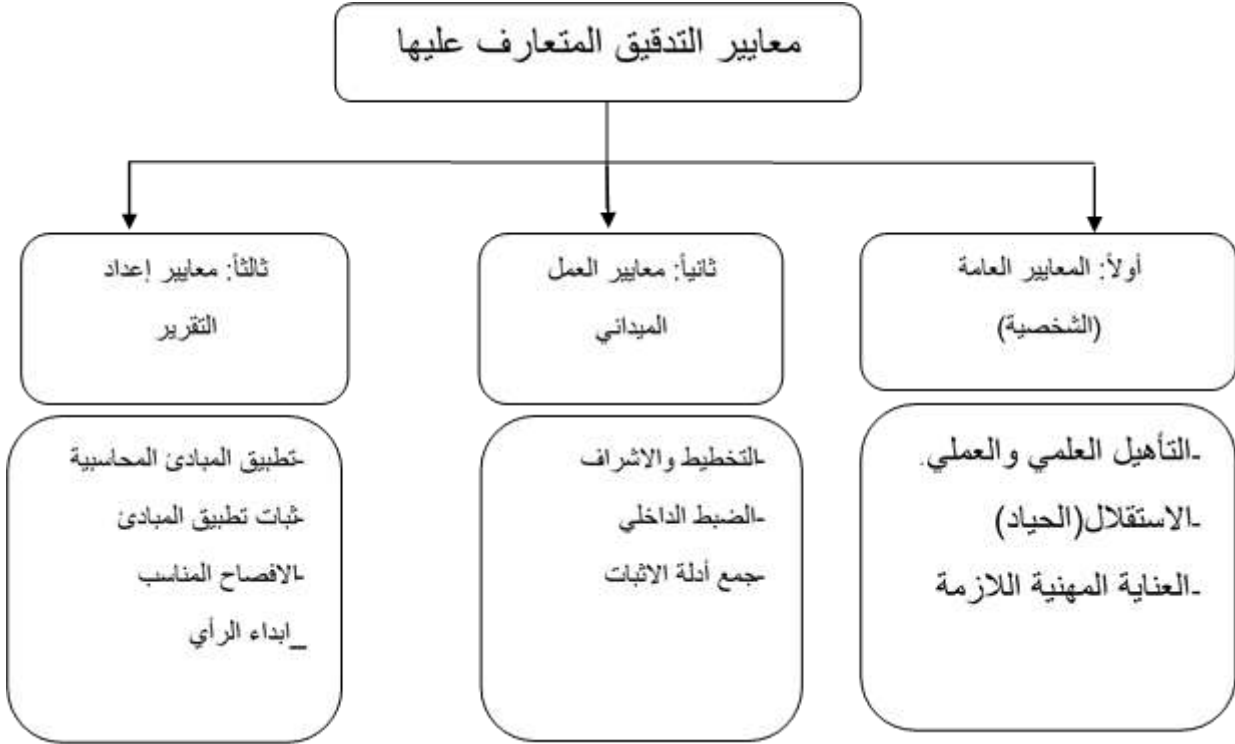 معايير التدقيق المتعارف عليها
أولاً: المعايير العامة
(الشخصية)
-التأهيل العلمي والعملي.
-الاستقلال(الحياد)
-العناية المهنية اللازمة
ثانياً: معايير العمل
الميداني
-التخطيط والاشراف
-الضبط الداخلي
-جمع أدلة الاثبات
ثالثاً: معايير إعداد
التقرير
-تطبيق المبادئ المحاسبية
-ثبات تطبيق المبادئ
-الافصاح المناسب
_ابداء الرأي